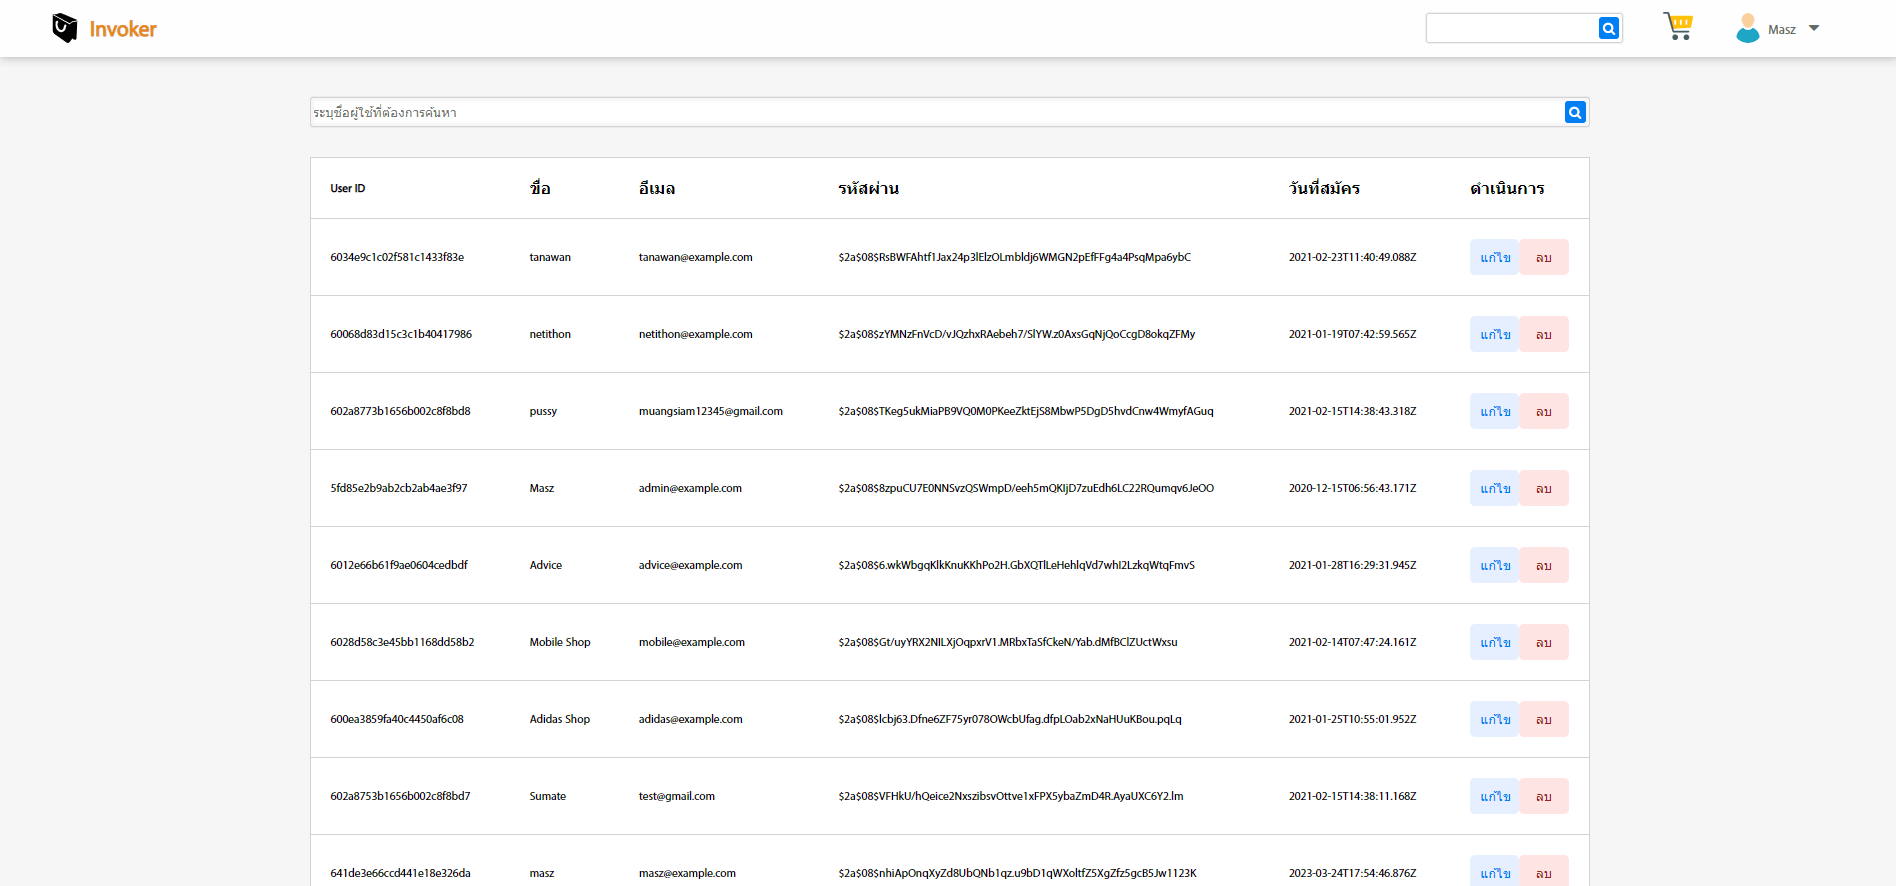 Invoker
Masz
ระบุชื่อผู้ใช้ที่ต้องการค้นหา
User ID ชื่อ อีเมล รหัสผ่าน วันที่สมัคร ดำเนินการ
6034e9c1c02f581c1433f83e tanawan tanawan@example.com $2a$08$RsBWFAhtf1Jax24p3lElzOLmbldj6WMGN2pEfFFg4a4PsqMpa6ybC 2021-02-23T11:40:49.088Z แก้ไข ลบ
60068d83d15c3c1b40417986 netithon netithon@example.com $2a$08$zYMNzFnVcD/vJQzhxRAebeh7/SlYW.z0AxsGqNjQoCcgD8okqZFMy 2021-01-19T07:42:59.565Z แก้ไข ลบ
602a8773b1656b002c8f8bd8 pussy muangsiam12345@gmail.com $2a$08$TKeg5ukMiaPB9VQ0M0PKeeZktEjS8MbwP5DgD5hvdCnw4WmyfAGuq 2021-02-15T14:38:43.318Z แก้ไข ลบ
5fd85e2b9ab2cb2ab4ae3f97 Masz admin@example.com $2a$08$8zpuCU7E0NNSvzQSWmpD/eeh5mQKIjD7zuEdh6LC22RQumqv6JeOO 2020-12-15T06:56:43.171Z แก้ไข ลบ
6012e66b61f9ae0604cedbdf Advice advice@example.com $2a$08$6.wkWbgqKlkKnuKKhPo2H.GbXQTlLeHehlqVd7whI2LzkqWtqFmvS 2021-01-28T16:29:31.945Z แก้ไข ลบ
6028d58c3e45bb1168dd58b2 Mobile Shop mobile@example.com $2a$08$Gt/uyYRX2NILXjOqpxrV1.MRbxTaSfCkeN/Yab.dMfBClZUctWxsu 2021-02-14T07:47:24.161Z แก้ไข ลบ
600ea3859fa40c4450af6c08 Adidas Shop adidas@example.com $2a$08$lcbj63.Dfne6ZF75yr078OWcbUfag.dfpLOab2xNaHUuKBou.pqLq 2021-01-25T10:55:01.952Z แก้ไข ลบ
602a8753b1656b002c8f8bd7 Sumate test@gmail.com $2a$08$VFHkU/hQeice2NxszibsvOttve1xFPX5ybaZmD4R.AyaUXC6Y2.lm 2021-02-15T14:38:11.168Z แก้ไข ลบ
641de3e66ccd441e18e326da masz masz@example.com $2a$08$nhiApOnqXyZd8UbQNb1qz.u9bD1qWXoltfZ5XgZfz5gcB5Jw1123K 2023-03-24T17:54:46.876Z แก้ไข ลบ